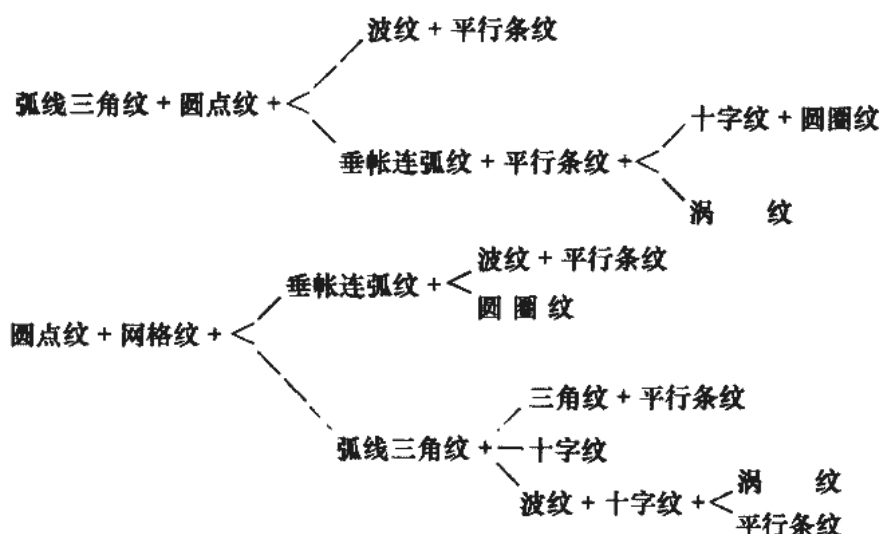 波纹 + 平行条纹
弧线三角纹 + 圆点纹 +
十字纹 + 圆圈纹
垂帐连弧纹 + 平行条纹 +
涡 纹
波纹 + 平行条纹
垂帐连弧纹 +
圆 圈 纹
圆点纹 + 网格纹 +
三角纹 + 平行条纹
弧线三角纹 + 十字纹
波纹 + 十字纹 +
涡 纹
平行条纹